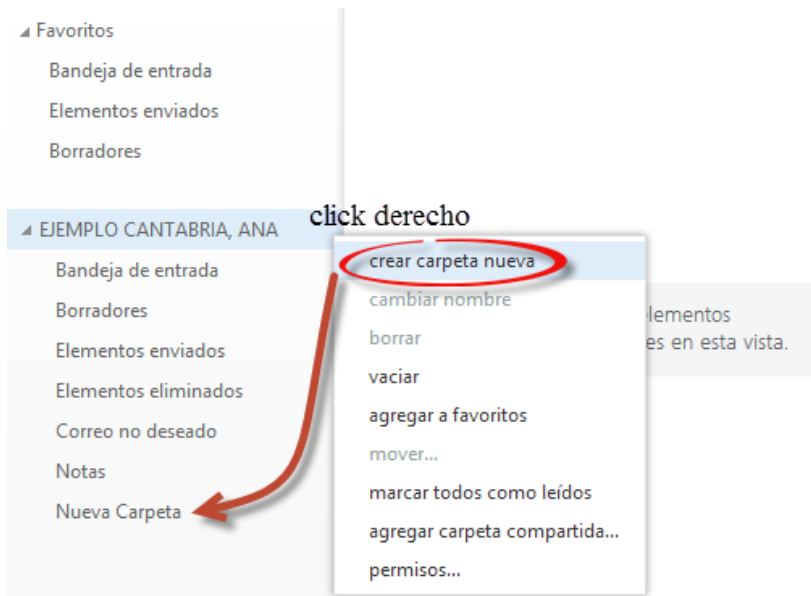 Favoritos
Bandeja de entrada
Elementos enviados
Borradores
EJEMPLO CANTABRIA, ANA
Bandeja de entrada
Borradores
Elementos enviados
Elementos eliminados
Correo no deseado
Notas
Nueva Carpeta
click derecho
crear carpeta nueva
cambiar nombre
borrar
vaciar
agregar a favoritos
mover...
marcar todos como leídos
agregar carpeta compartida...
permisos...
en esta vista.